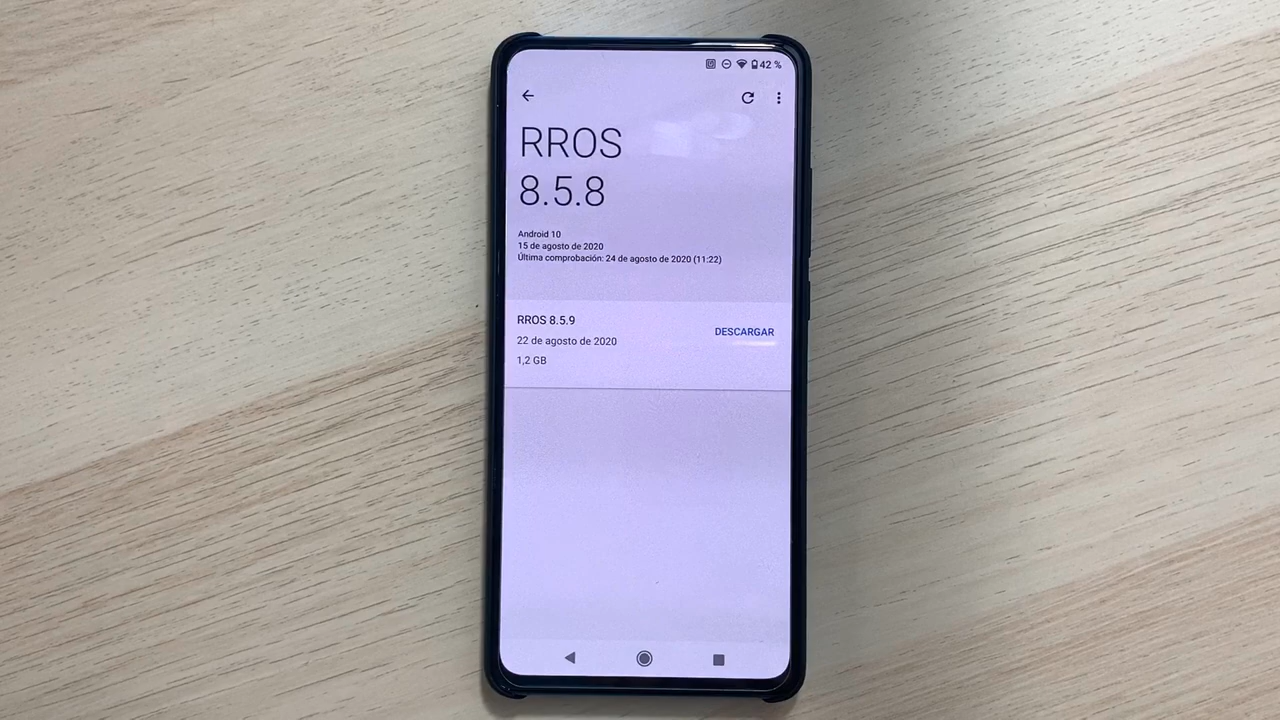 42 %
RROS
8.5.8
Android 10
15 de agosto de 2020
Última comprobación: 24 de agosto de 2020 (11:22)
RROS 8.5.9
DESCARGAR
22 de agosto de 2020
1,2 GB